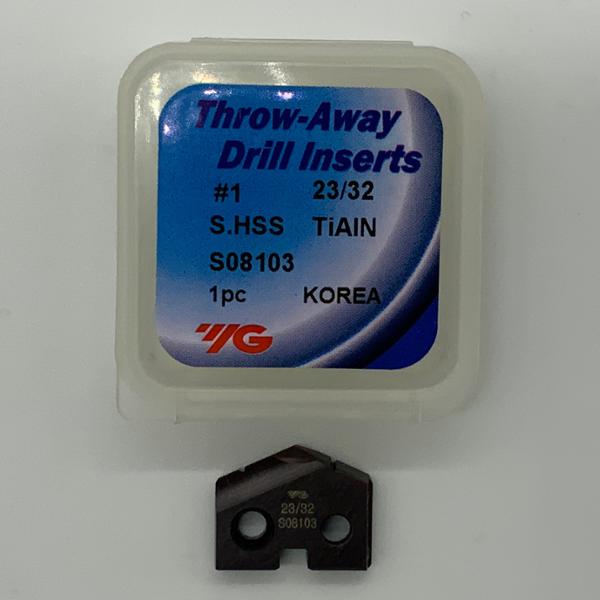 Throw-Away
Drill Inserts
#1 23/32
S.HSS TiAlN
S08103
1pc KOREA
YG
YG
23/32
S08103